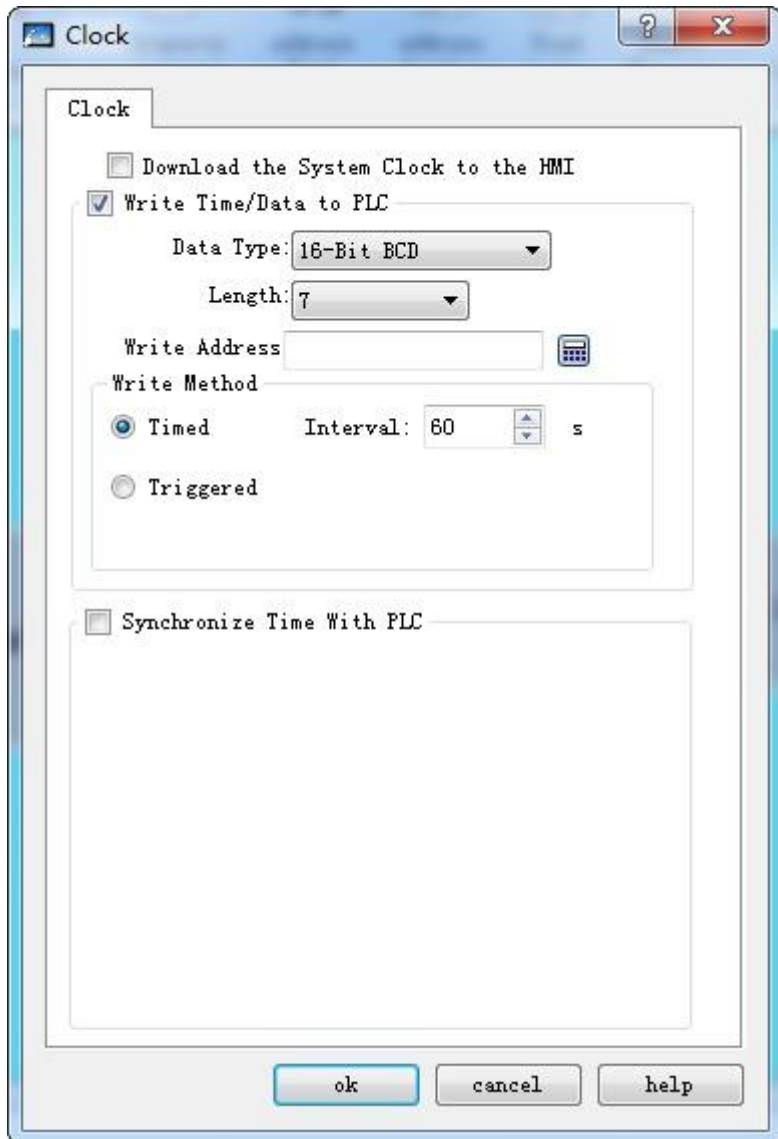 Clock
Clock
Download the System Clock to the HMI
Write Time/Data to PLC
Data Type: 16-Bit BCD
Length: 7
Write Address
Write Method
Timed Interval: 60 s
Triggered
Synchronize Time With PLC
ok cancel help